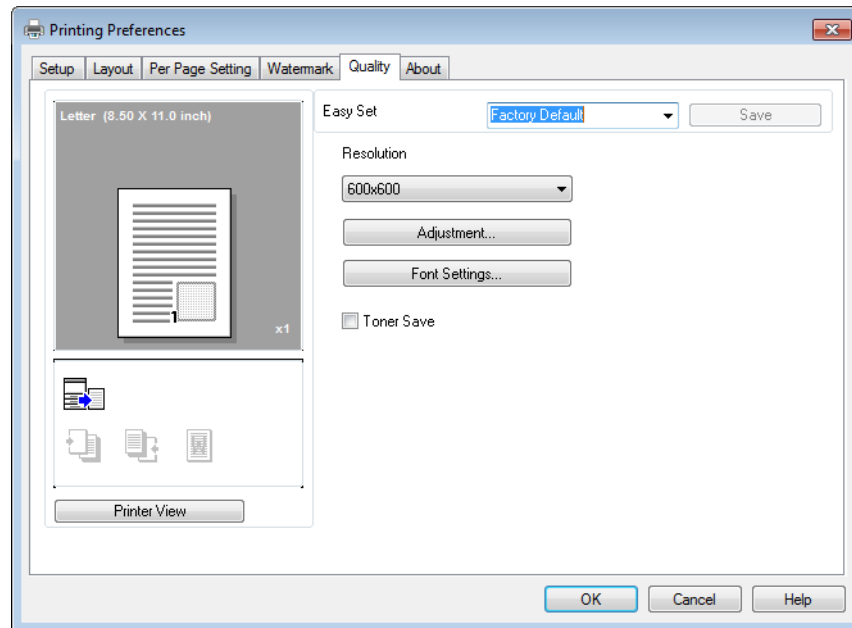 Printing Preferences
Setup Layout Per Page Setting Watermark Quality About
Letter (8.50 X 11.0 inch)
Easy Set Factory Default Save
Resolution
600x600
Adjustment...
Font Settings...
1
x1
Toner Save
Printer View
OK Cancel Help